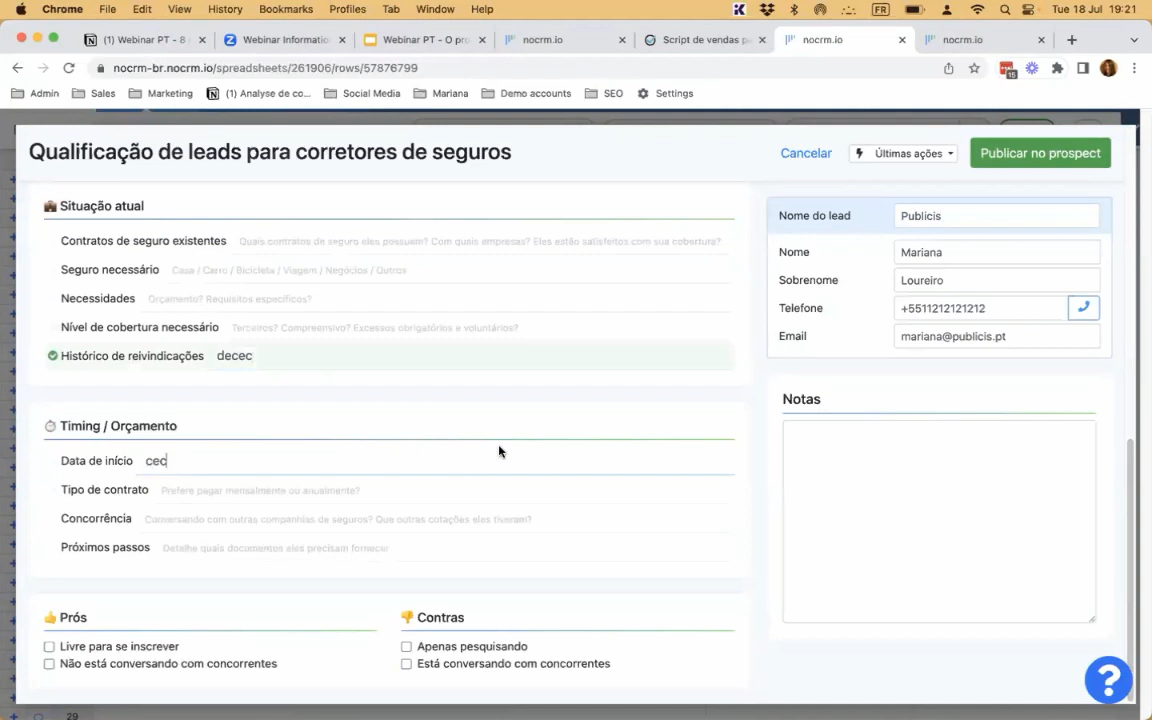 Chrome File Edit View History Bookmarks Profiles Tab Window Help FR Tue 18 Jul 19:21
(1) Webinar PT - 8 Webinar Informatio Webinar PT - O pro nocrm.io Script de vendas pe nocrm.io nocrm.io
nocrm-br.nocrm.io/spreadsheets/261906/rows/57876799 15
Admin Sales Marketing (1) Analyse de co... Social Media Mariana Demo accounts SEO Settings
Qualificação de leads para corretores de seguros
Cancelar Últimas ações Publicar no prospect
Situação atual
Contratos de seguro existentes Quais contratos de seguro eles possuem? Com quais empresas? Eles estão satisfeitos com sua cobertura?
Seguro necessário Casa / Carro / Bicicleta / Viagem / Negócios / Outros
Necessidades Orçamento? Requisitos específicos?
Nível de cobertura necessário Terceiros? Compreensivo? Excessos obrigatórios e voluntários?
Histórico de reivindicações decec
Timing / Orçamento
Data de início cec
Tipo de contrato Prefere pagar mensalmente ou anualmente?
Concorrência Conversando com outras companhias de seguros? Que outras cotações eles tiveram?
Próximos passos Detalhe quais documentos eles precisam fornecer
Prós
Livre para se inscrever
Não está conversando com concorrentes
Contras
Apenas pesquisando
Está conversando com concorrentes
Nome do lead Publicis
Nome Mariana
Sobrenome Loureiro
Telefone +5511212121212
Email mariana@publicis.pt
Notas
?
29